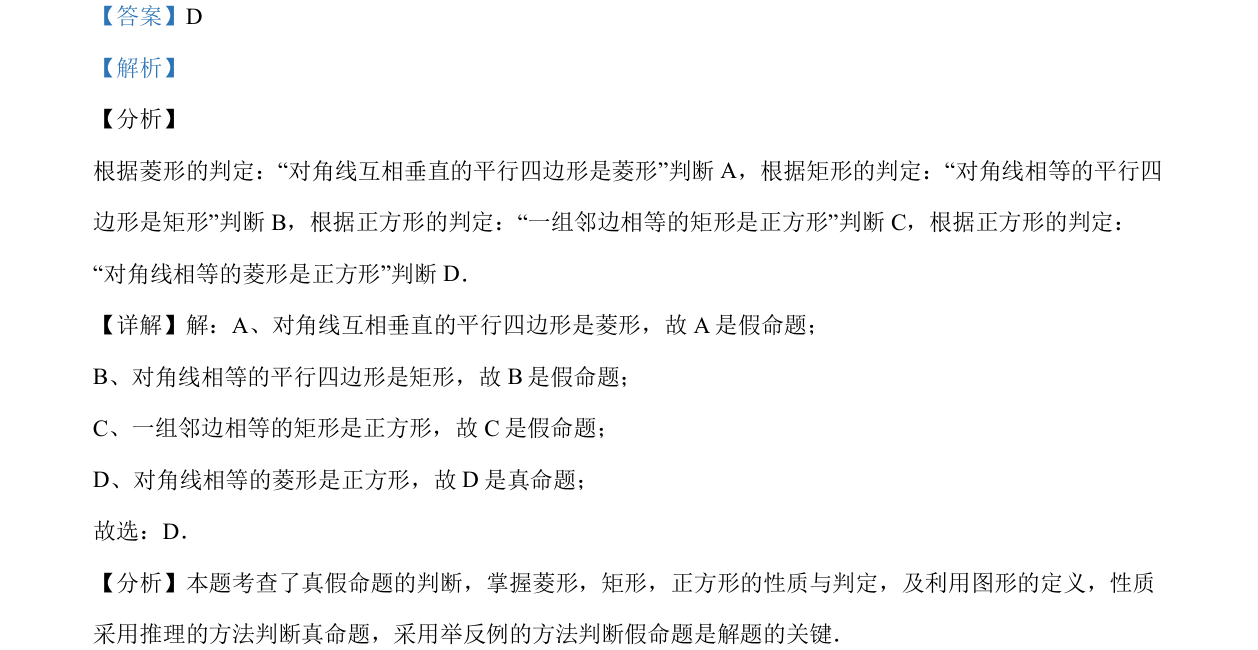 【答案】D
【解析】
【分析】
根据菱形的判定：“对角线互相垂直的平行四边形是菱形”判断 A，根据矩形的判定：“对角线相等的平行四
边形是矩形”判断 B，根据正方形的判定：“一组邻边相等的矩形是正方形”判断 C，根据正方形的判定：
“对角线相等的菱形是正方形”判断 D．
【详解】解：A、对角线互相垂直的平行四边形是菱形，故 A 是假命题；
B、对角线相等的平行四边形是矩形，故 B 是假命题；
C、一组邻边相等的矩形是正方形，故 C 是假命题；
D、对角线相等的菱形是正方形，故 D 是真命题；
故选：D．
【分析】本题考查了真假命题的判断，掌握菱形，矩形，正方形的性质与判定，及利用图形的定义，性质
采用推理的方法判断真命题，采用举反例的方法判断假命题是解题的关键．